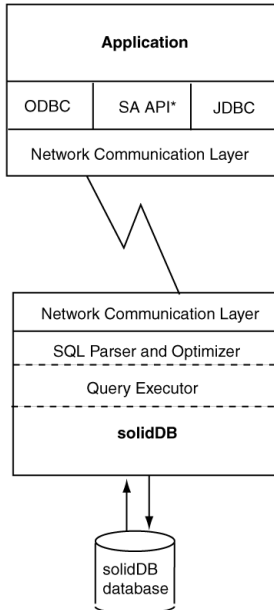 Application
ODBC SA API* JDBC
Network Communication Layer
Network Communication Layer
SQL Parser and Optimizer
Query Executor
solidDB
solidDB
database